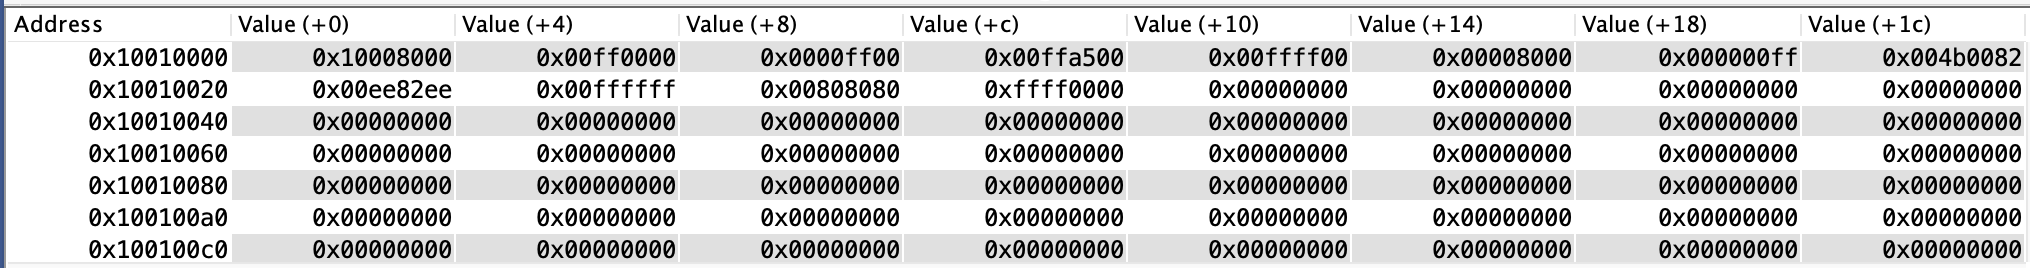 Address Value (+0) Value (+4) Value (+8) Value (+c) Value (+10) Value (+14) Value (+18) Value (+1c)
0x10010000 0x10008000 0x00ff0000 0x0000ff00 0x00ffa500 0x00ffff00 0x00008000 0x000000ff 0x004b0082
0x10010020 0x00ee82ee 0x00ffffff 0x00808080 0xffff0000 0x00000000 0x00000000 0x00000000 0x00000000
0x10010040 0x00000000 0x00000000 0x00000000 0x00000000 0x00000000 0x00000000 0x00000000 0x00000000
0x10010060 0x00000000 0x00000000 0x00000000 0x00000000 0x00000000 0x00000000 0x00000000 0x00000000
0x10010080 0x00000000 0x00000000 0x00000000 0x00000000 0x00000000 0x00000000 0x00000000 0x00000000
0x100100a0 0x00000000 0x00000000 0x00000000 0x00000000 0x00000000 0x00000000 0x00000000 0x00000000
0x100100c0 0x00000000 0x00000000 0x00000000 0x00000000 0x00000000 0x00000000 0x00000000 0x00000000